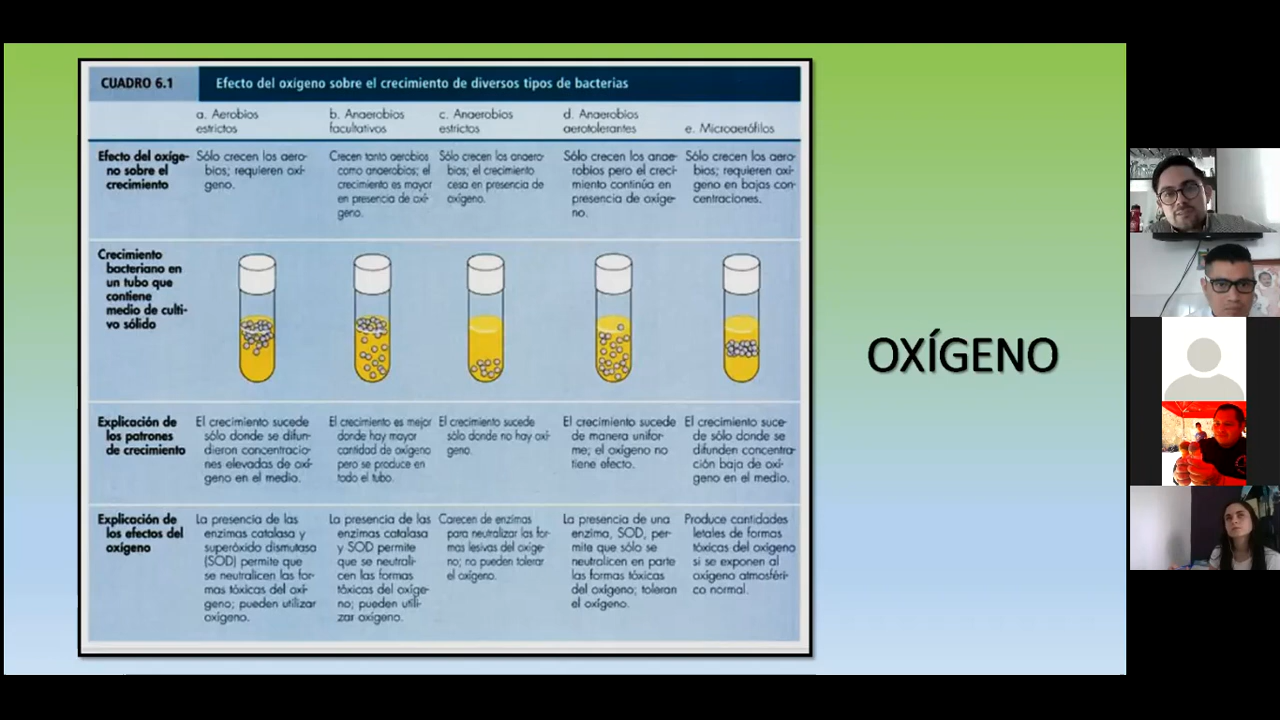 CUADRO 6.1 Efecto del oxígeno sobre el crecimiento de diversos tipos de bacterias
a. Aerobios
estrictos
b. Anaerobios
facultativos
c. Anaerobios
estrictos
d. Anaerobios
aerotolerantes
e. Microaerófilos
Efecto del oxíge-
no sobre el
crecimiento
Sólo crecen los aero-
bios; requieren oxí-
geno.
Crecen tanto aerobios
como anaerobios; el
crecimiento es mayor
en presencia de oxí-
geno.
Sólo crecen los anaero-
bios; el crecimiento
cesa en presencia de
oxígeno.
Sólo crecen los anae-
robios pero el creci-
miento continúa en
presencia de oxíge-
no.
Sólo crecen los aero-
bios; requieren oxí-
geno en bajas con-
centraciones.
Crecimiento
bacteriano en
un tubo que
contiene
medio de culti-
vo sólido
Explicación de
los patrones
de crecimiento
El crecimiento sucede
sólo donde se difun-
dieron concentracio-
nes elevadas de oxí-
geno en el medio.
El crecimiento es mejor
donde hay mayor
cantidad de oxígeno
pero se produce en
todo el tubo.
El crecimiento sucede
sólo donde no hay oxí-
geno.
El crecimiento sucede
de manera unifor-
me; el oxígeno no
tiene efecto.
El crecimiento suce-
de sólo donde se
difunden concentra-
ción baja de oxí-
geno en el medio.
Explicación de
los efectos del
oxígeno
La presencia de las
enzimas catalasa y
superóxido dismutasa
(SOD) permite que
se neutralicen las for-
mas tóxicas del oxí-
geno; pueden utilizar
oxígeno.
La presencia de las
enzimas catalasa
y SOD permite
que se neutrali-
cen las formas
tóxicas del oxíge-
no; pueden utili-
zar oxígeno.
Carecen de enzimas
para neutralizar las for-
mas lesivas del oxíge-
no; no pueden tolerar
el oxígeno.
La presencia de una
enzima, SOD, per-
mite que sólo se
neutralicen en parte
las formas tóxicas
del oxígeno; toleran
el oxígeno.
Produce cantidades
letales de formas
tóxicas del oxígeno
si se exponen al
oxígeno atmosféri-
co normal.
OXÍGENO